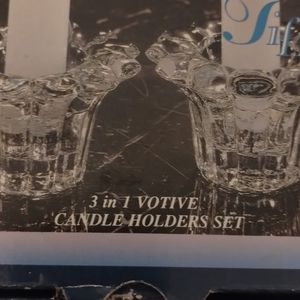 3 in 1 VOTIVE
CANDLE HOLDERS SET